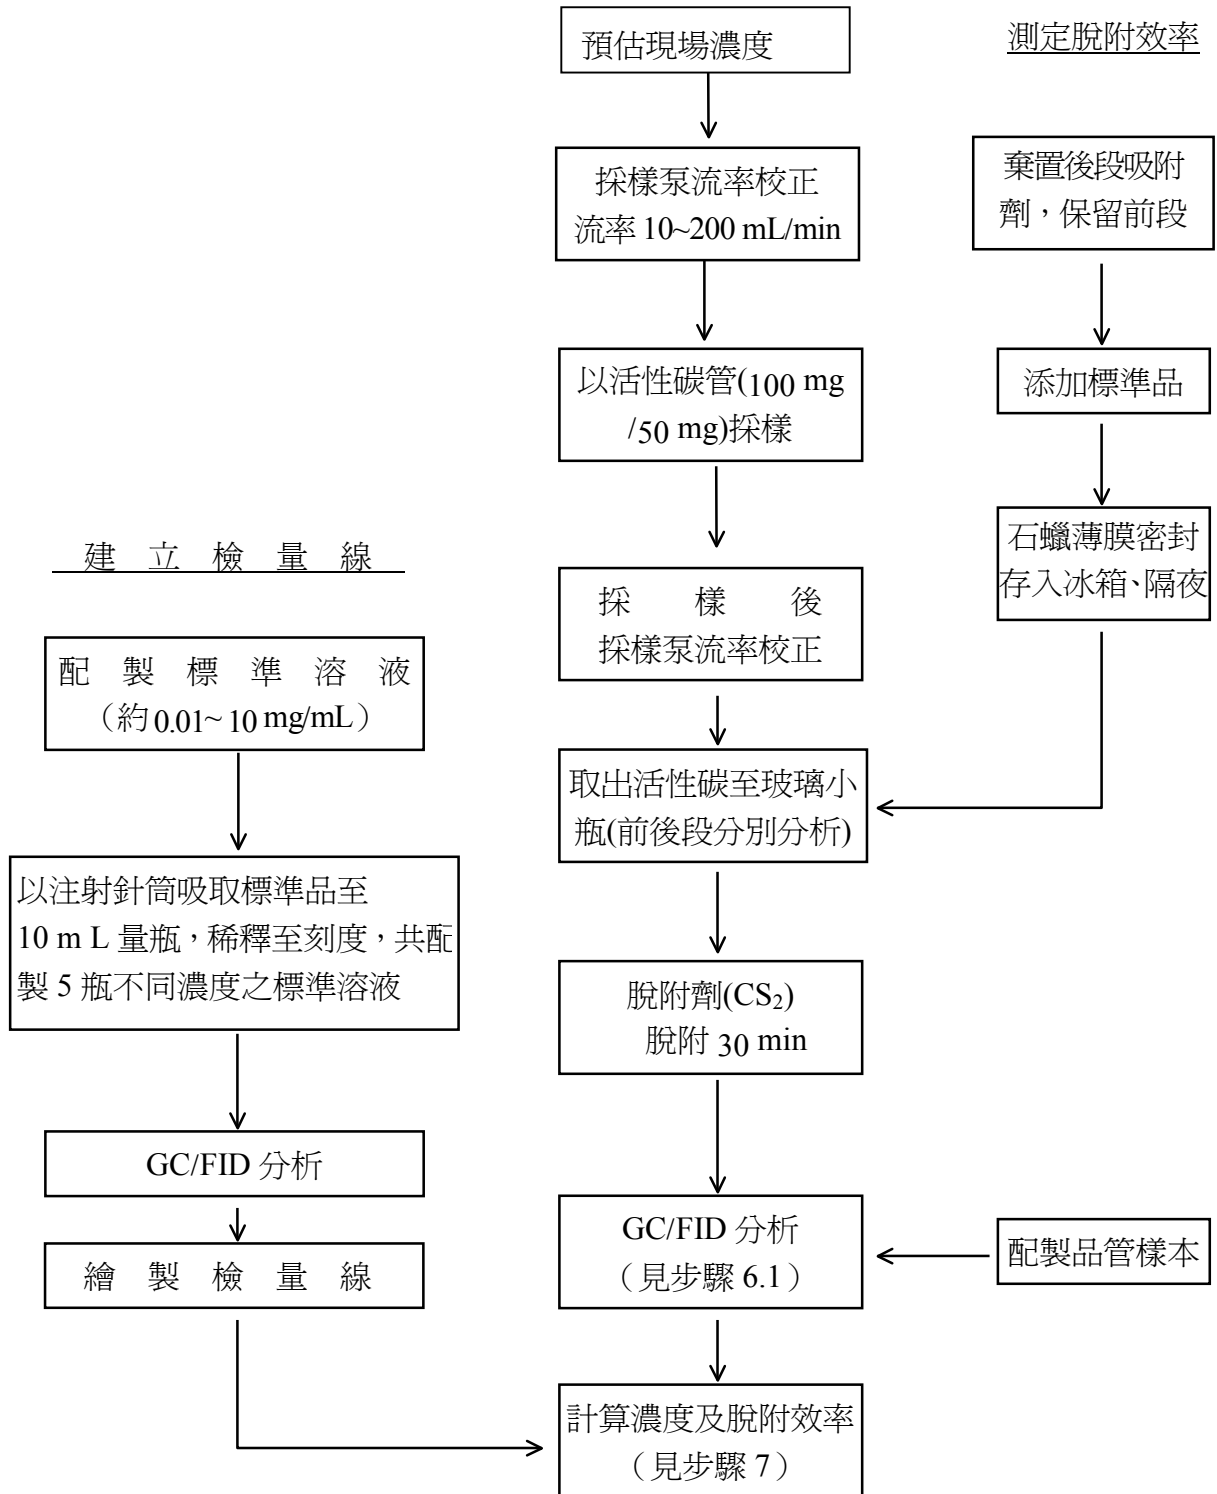 預估現場濃度
測定脫附效率
採樣泵流率校正
流率 10~200 mL/min
棄置後段吸附
劑，保留前段
以活性碳管(100 mg
/50 mg)採樣
添加標準品
石蠟薄膜密封
存入冰箱、隔夜
建立檢量線
採樣後
採樣泵流率校正
配製標準溶液
（約 0.01~ 10 mg/mL）
取出活性碳至玻璃小
瓶(前後段分別分析)
以注射針筒吸取標準品至
10 m L 量瓶，稀釋至刻度，共配
製 5 瓶不同濃度之標準溶液
脫附劑(CS₂)
脫附 30 min
GC/FID 分析
GC/FID 分析
（見步驟 6.1）
配製品管樣本
繪製檢量線
計算濃度及脫附效率
（見步驟 7）